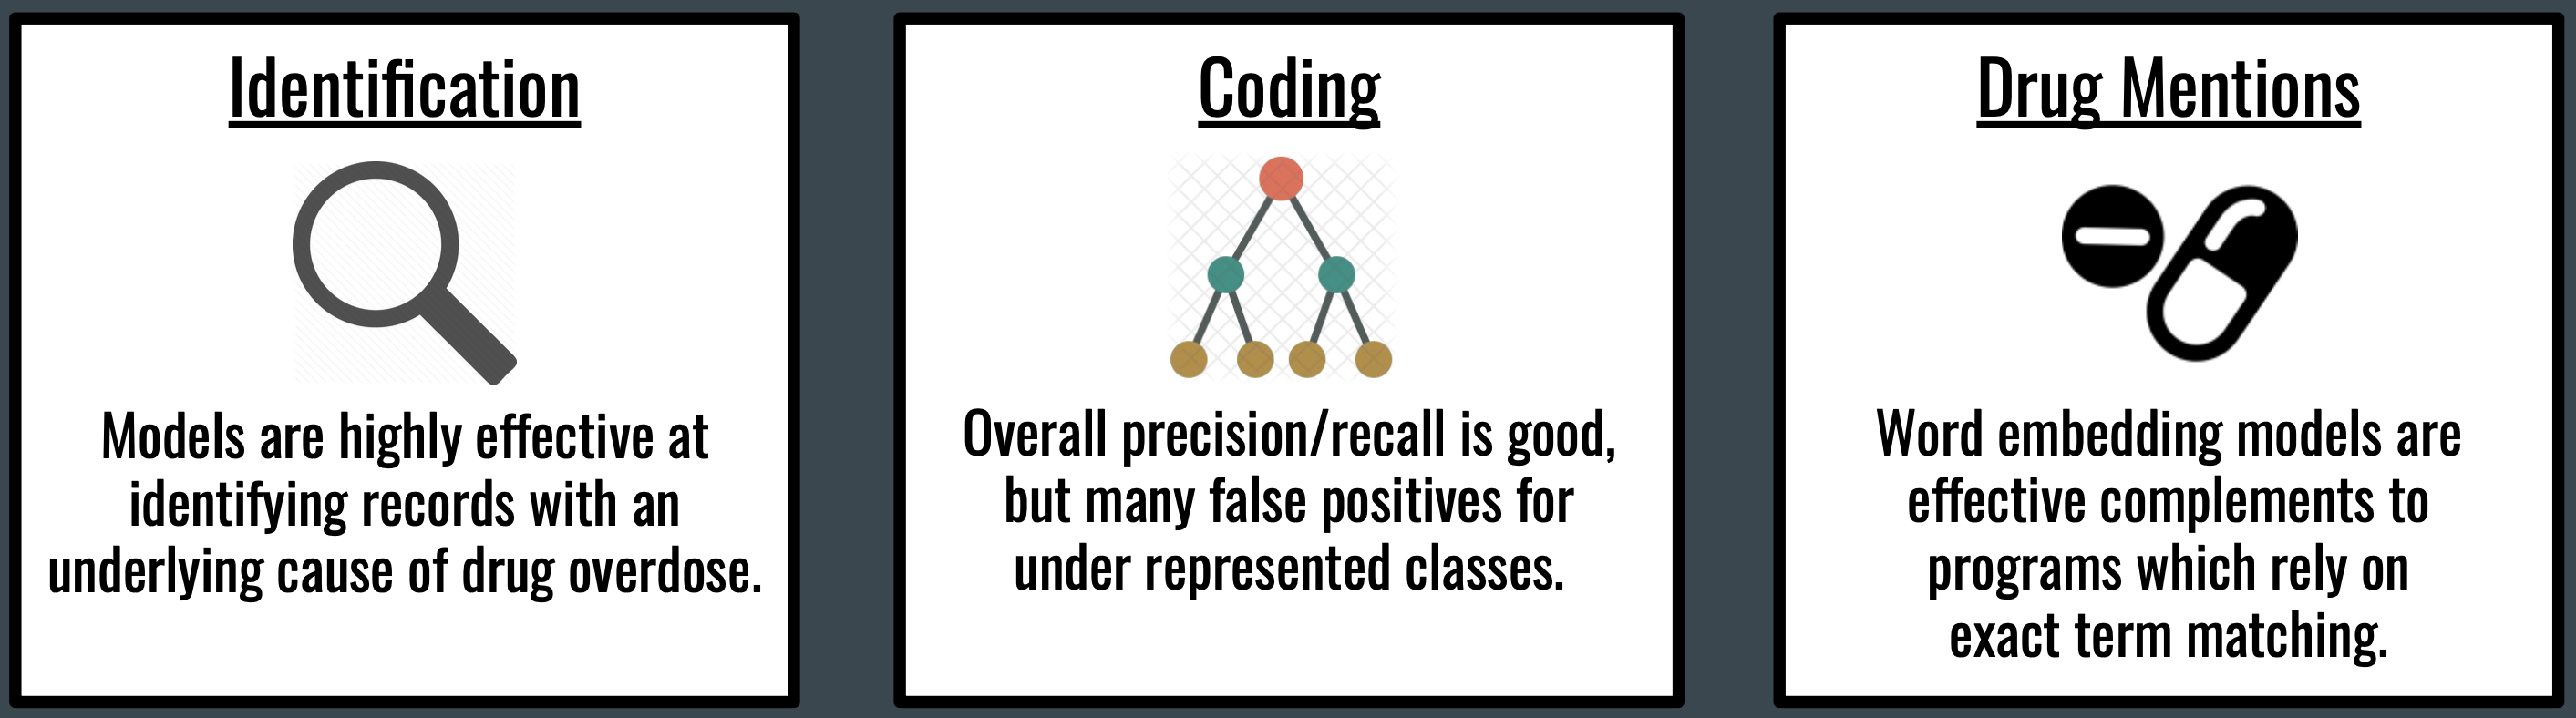 Identification
Models are highly effective at
identifying records with an
underlying cause of drug overdose.
Coding
Overall precision/recall is good,
but many false positives for
under represented classes.
Drug Mentions
Word embedding models are
effective complements to
programs which rely on
exact term matching.